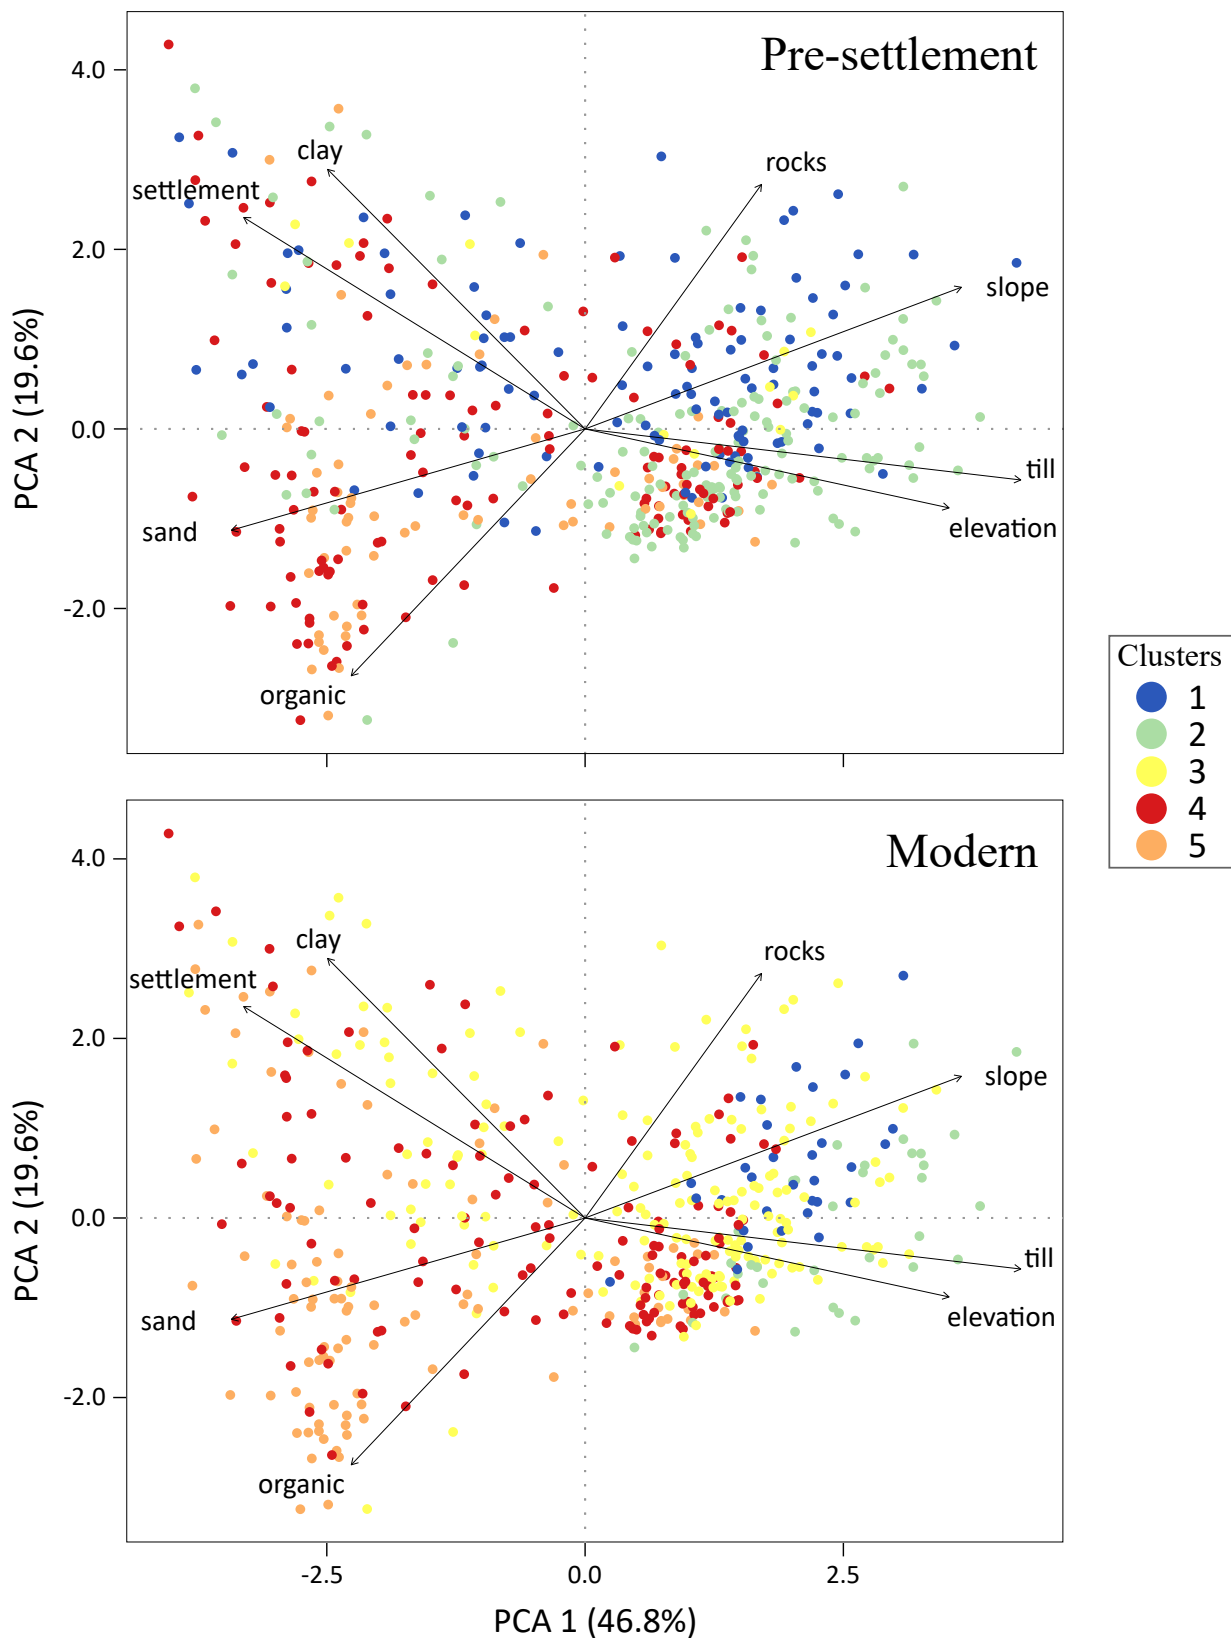 Pre-settlement
4.0
2.0
0.0
-2.0
PCA 2 (19.6%)
clay
settlement
rocks
slope
till
elevation
sand
organic
Clusters
1
2
3
4
5
Modern
4.0
2.0
0.0
-2.0
PCA 2 (19.6%)
clay
settlement
rocks
slope
till
elevation
sand
organic
-2.5
0.0
2.5
PCA 1 (46.8%)